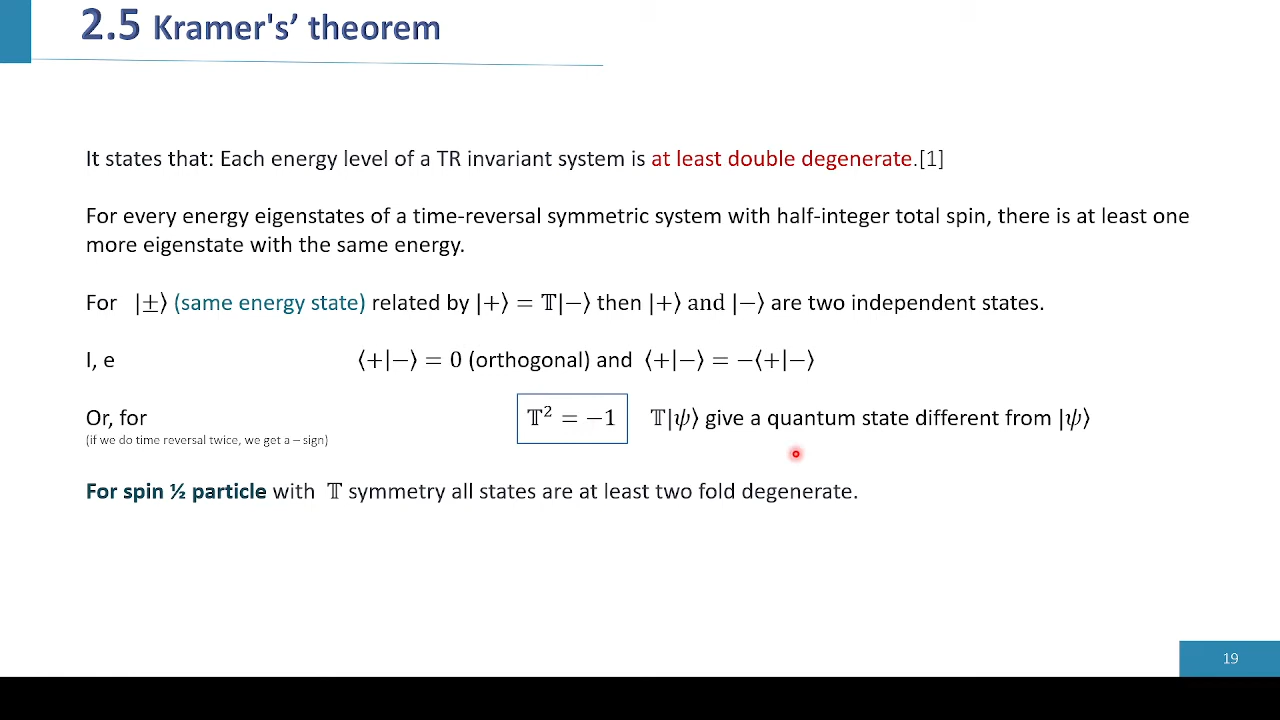 2.5 Kramer's’ theorem
It states that: Each energy level of a TR invariant system is at least double degenerate.[1]
For every energy eigenstates of a time-reversal symmetric system with half-integer total spin, there is at least one
more eigenstate with the same energy.
For |±⟩ (same energy state) related by |+⟩ = 𝕋|−⟩ then |+⟩ and |−⟩ are two independent states.
I, e ⟨+|−⟩ = 0 (orthogonal) and ⟨+|−⟩ = −⟨+|−⟩
Or, for 𝕋² = −1 𝕋|ψ⟩ give a quantum state different from |ψ⟩
(if we do time reversal twice, we get a – sign)
For spin ½ particle with 𝕋 symmetry all states are at least two fold degenerate.
19